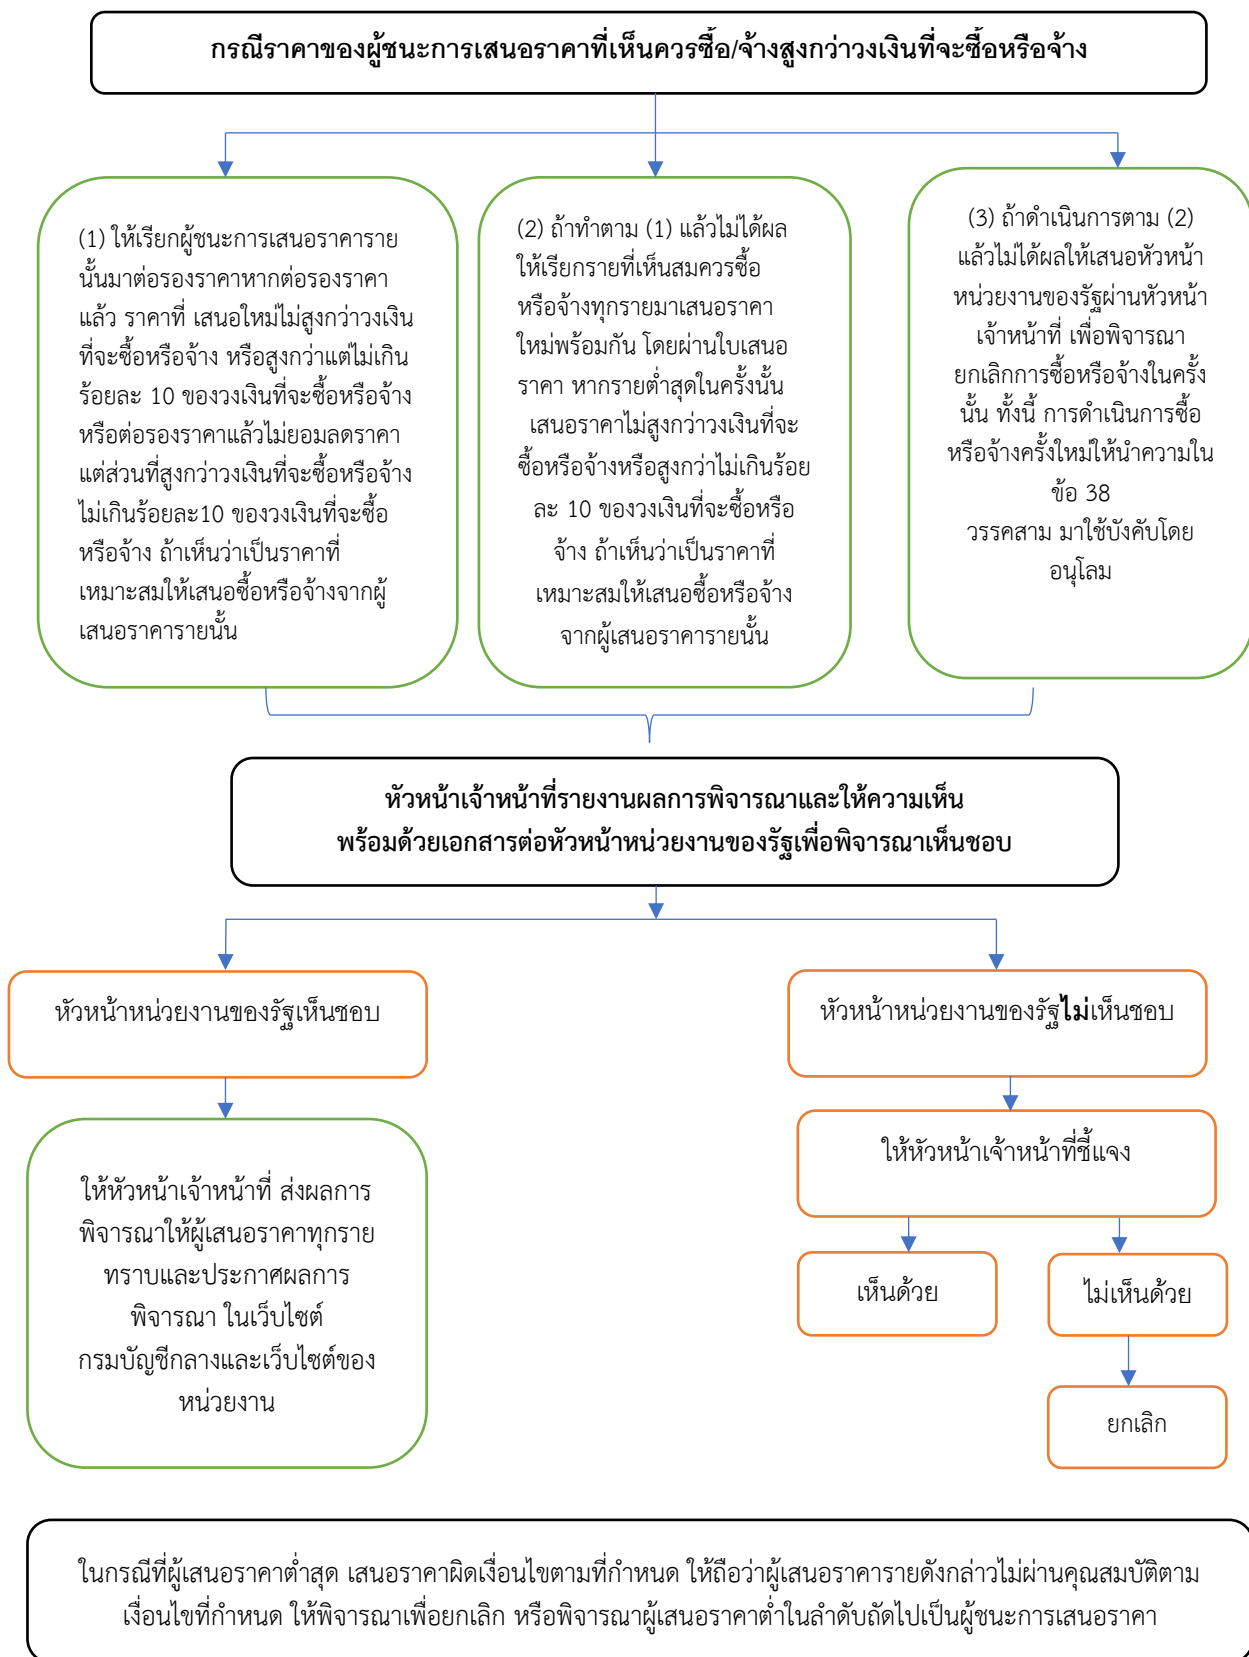 กรณีราคาของผู้ชนะการเสนอราคาที่เห็นควรซื้อ/จ้างสูงกว่าวงเงินที่จะซื้อหรือจ้าง
(1) ให้เรียกผู้ชนะการเสนอราคาราย
นั้นมาต่อรองราคาหากต่อรองราคา
แล้ว ราคาที่ เสนอใหม่ไม่สูงกว่าวงเงิน
ที่จะซื้อหรือจ้าง หรือสูงกว่าแต่ไม่เกิน
ร้อยละ 10 ของวงเงินที่จะซื้อหรือจ้าง
หรือต่อรองราคาแล้วไม่ยอมลดราคา
แต่ส่วนที่สูงกว่าวงเงินที่จะซื้อหรือจ้าง
ไม่เกินร้อยละ10 ของวงเงินที่จะซื้อ
หรือจ้าง ถ้าเห็นว่าเป็นราคาที่
เหมาะสมให้เสนอซื้อหรือจ้างจากผู้
เสนอราคารายนั้น
(2) ถ้าทำตาม (1) แล้วไม่ได้ผล
ให้เรียกรายที่เห็นสมควรซื้อ
หรือจ้างทุกรายมาเสนอราคา
ใหม่พร้อมกัน โดยผ่านใบเสนอ
ราคา หากรายต่ำสุดในครั้งนั้น
เสนอราคาไม่สูงกว่าวงเงินที่จะ
ซื้อหรือจ้างหรือสูงกว่าไม่เกินร้อย
ละ 10 ของวงเงินที่จะซื้อหรือ
จ้าง ถ้าเห็นว่าเป็นราคาที่
เหมาะสมให้เสนอซื้อหรือจ้าง
จากผู้เสนอราคารายนั้น
(3) ถ้าดำเนินการตาม (2)
แล้วไม่ได้ผลให้เสนอหัวหน้า
หน่วยงานของรัฐผ่านหัวหน้า
เจ้าหน้าที่ เพื่อพิจารณา
ยกเลิกการซื้อหรือจ้างในครั้ง
นั้น ทั้งนี้ การดำเนินการซื้อ
หรือจ้างครั้งใหม่ให้นำความใน
ข้อ 38
วรรคสาม มาใช้บังคับโดย
อนุโลม
หัวหน้าเจ้าหน้าที่รายงานผลการพิจารณาและให้ความเห็น
พร้อมด้วยเอกสารต่อหัวหน้าหน่วยงานของรัฐเพื่อพิจารณาเห็นชอบ
หัวหน้าหน่วยงานของรัฐเห็นชอบ
หัวหน้าหน่วยงานของรัฐไม่เห็นชอบ
ให้หัวหน้าเจ้าหน้าที่ชี้แจง
ให้หัวหน้าเจ้าหน้าที่ ส่งผลการ
พิจารณาให้ผู้เสนอราคาทุกราย
ทราบและประกาศผลการ
พิจารณา ในเว็บไซต์
กรมบัญชีกลางและเว็บไซต์ของ
หน่วยงาน
เห็นด้วย
ไม่เห็นด้วย
ยกเลิก
ในกรณีที่ผู้เสนอราคาต่ำสุด เสนอราคาผิดเงื่อนไขตามที่กำหนด ให้ถือว่าผู้เสนอราคารายดังกล่าวไม่ผ่านคุณสมบัติตาม
เงื่อนไขที่กำหนด ให้พิจารณาเพื่อยกเลิก หรือพิจารณาผู้เสนอราคาต่ำในลำดับถัดไปเป็นผู้ชนะการเสนอราคา